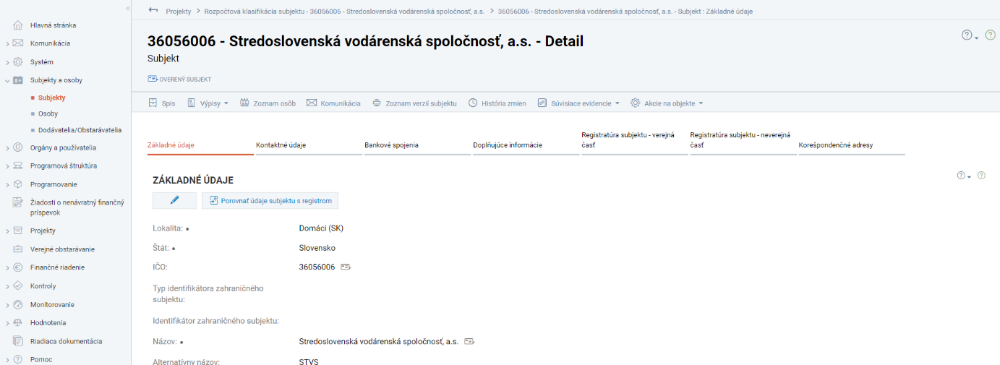 Projekty > Rozpočtová klasifikácia subjektu - 36056006 - Stredoslovenská vodárenská spoločnosť, a.s. > 36056006 - Stredoslovenská vodárenská spoločnosť, a.s. - Subjekt : Základné údaje
Hlavná stránka
Komunikácia
Systém
Subjekty a osoby
Subjekty
Osoby
Dodávatelia/Obstarávatelia
Orgány a používatelia
Programová štruktúra
Programovanie
Žiadosti o nenávratný finančný
príspevok
Projekty
Verejné obstarávanie
Finančné riadenie
Kontroly
Monitorovanie
Hodnotenia
Riadiaca dokumentácia
Pomoc
36056006 - Stredoslovenská vodárenská spoločnosť, a.s. - Detail
Subjekt
OVERENÝ SUBJEKT
Spis Výpisy Zoznam osôb Komunikácia Zoznam verzií subjektu História zmien Súvisiace evidencie Akcie na objekte
Základné údaje
Kontaktné údaje
Bankové spojenia
Doplňujúce informácie
Registratúra subjektu - verejná
časť
Registratúra subjektu - neverejná
časť
Korešpondenčné adresy
ZÁKLADNÉ ÚDAJE
Porovnať údaje subjektu s registrom
Lokalita: Domáci (SK)
Štát: Slovensko
IČO: 36056006
Typ identifikátora zahraničného
subjektu:
Identifikátor zahraničného subjektu:
Názov: Stredoslovenská vodárenská spoločnosť, a.s.
Alternatívny názov: STVS